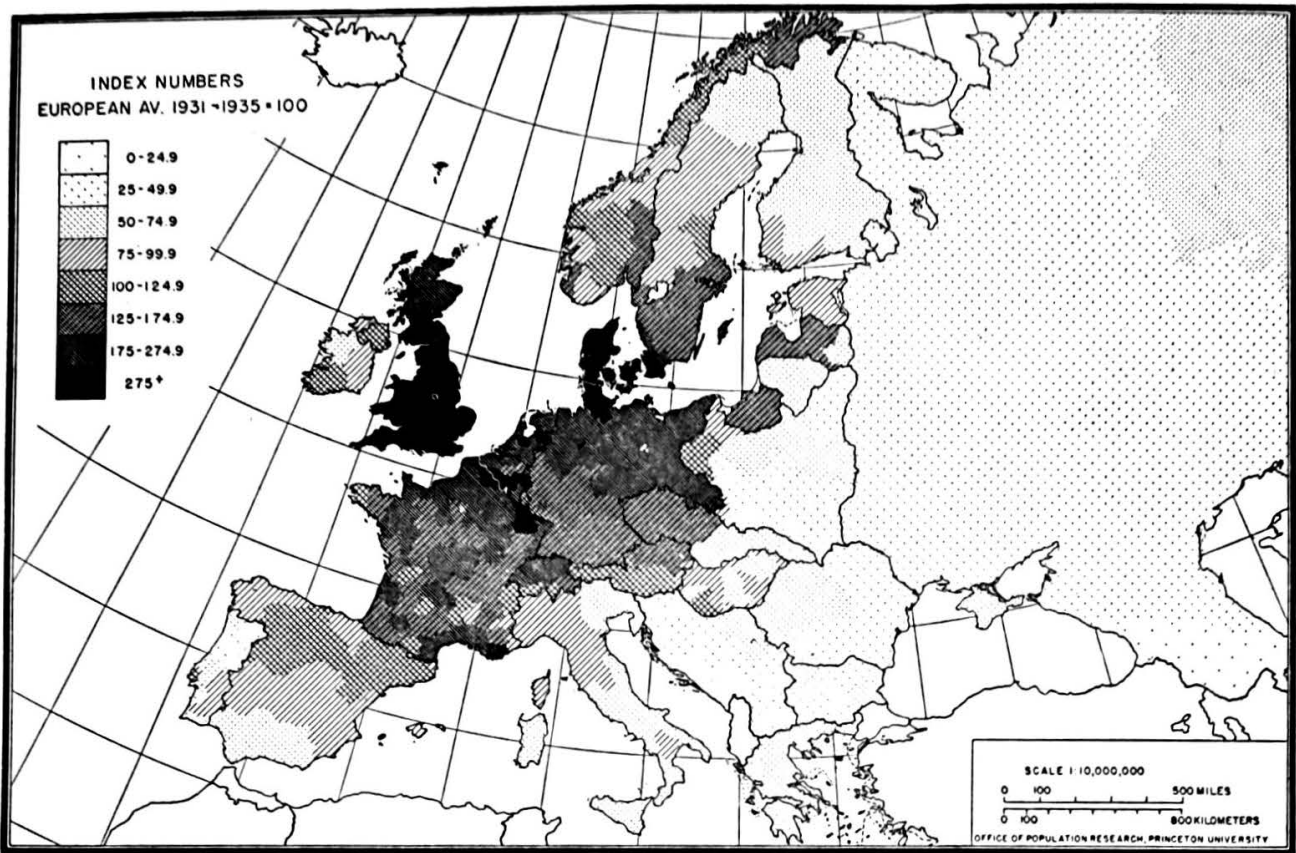 INDEX NUMBERS
EUROPEAN AV. 1931-1935=100
0-24.9
25-49.9
50-74.9
75-99.9
100-124.9
125-174.9
175-274.9
275+
SCALE 1:10,000,000
0 100 500 MILES
0 100 800 KILOMETERS
OFFICE OF POPULATION RESEARCH, PRINCETON UNIVERSITY